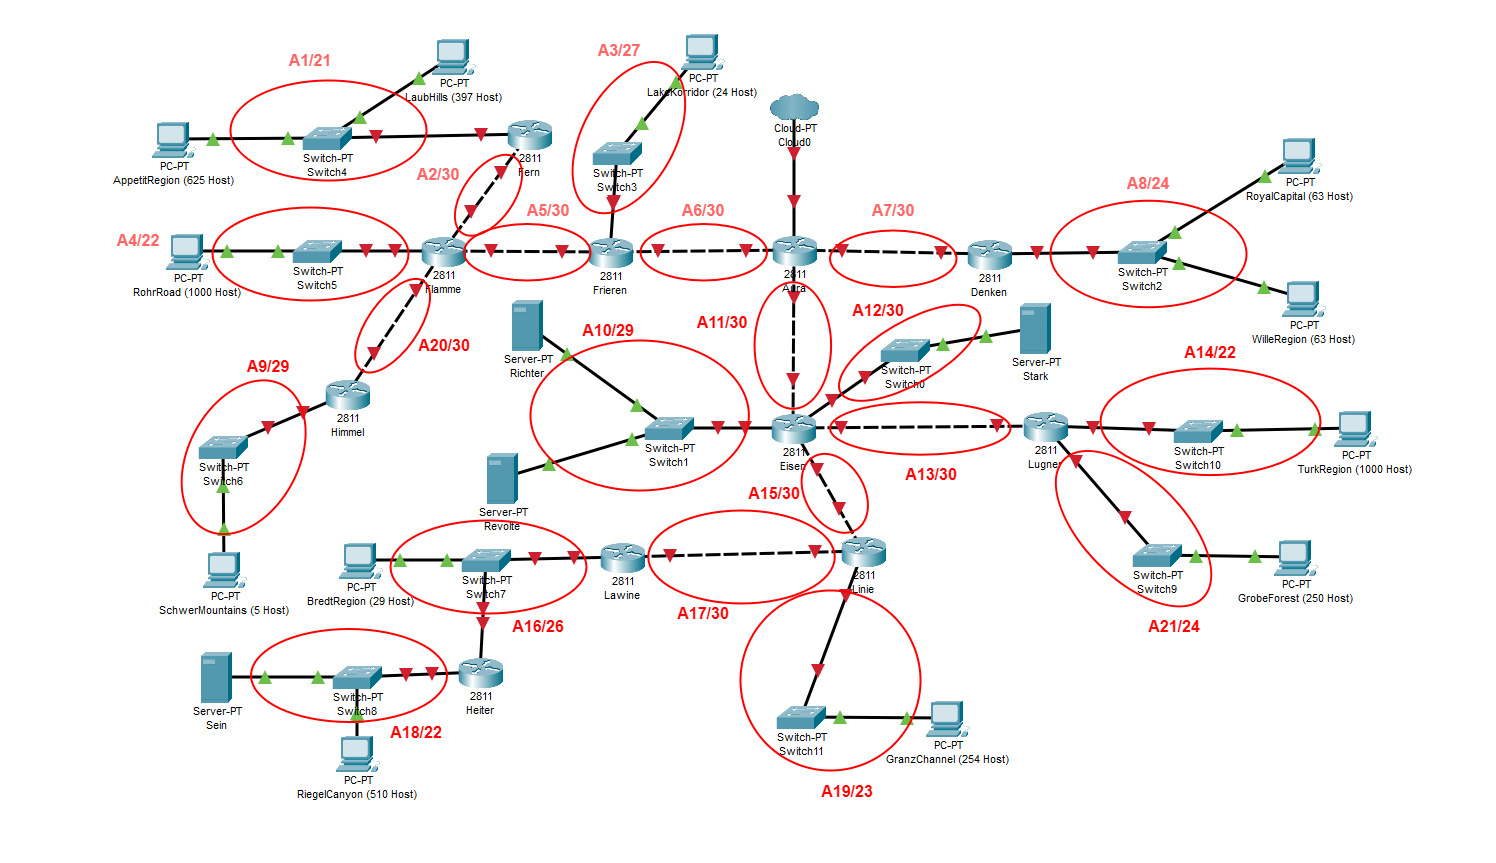 A1/21
PC-PT
LaubHills (397 Host)
PC-PT
AppetitRegion (625 Host)
Switch-PT
Switch4
2811
Fern
A2/30
A3/27
PC-PT
LakeKorridor (24 Host)
Switch-PT
Switch3
Cloud-PT
Cloud0
A4/22
PC-PT
RohrRoad (1000 Host)
Switch-PT
Switch5
2811
Flamme
A5/30
2811
Frieren
A6/30
2811
Aura
A7/30
2811
Denken
A8/24
Switch-PT
Switch2
PC-PT
RoyalCapital (63 Host)
PC-PT
WilleRegion (63 Host)
A20/30
A9/29
2811
Himmel
Switch-PT
Switch6
PC-PT
SchwerMountains (5 Host)
Server-PT
Richter
A10/29
Switch-PT
Switch1
Server-PT
Revolte
A11/30
A12/30
Switch-PT
Switch0
Server-PT
Stark
2811
Eisen
A13/30
2811
Lugner
A14/22
Switch-PT
Switch10
PC-PT
TurkRegion (1000 Host)
A15/30
Switch-PT
Switch9
PC-PT
GrobeForest (250 Host)
A21/24
PC-PT
BredtRegion (29 Host)
Switch-PT
Switch7
A16/26
2811
Lawine
A17/30
2811
Linie
Server-PT
Sein
Switch-PT
Switch8
A18/22
2811
Heiter
PC-PT
RiegelCanyon (510 Host)
Switch-PT
Switch11
PC-PT
GranzChannel (254 Host)
A19/23